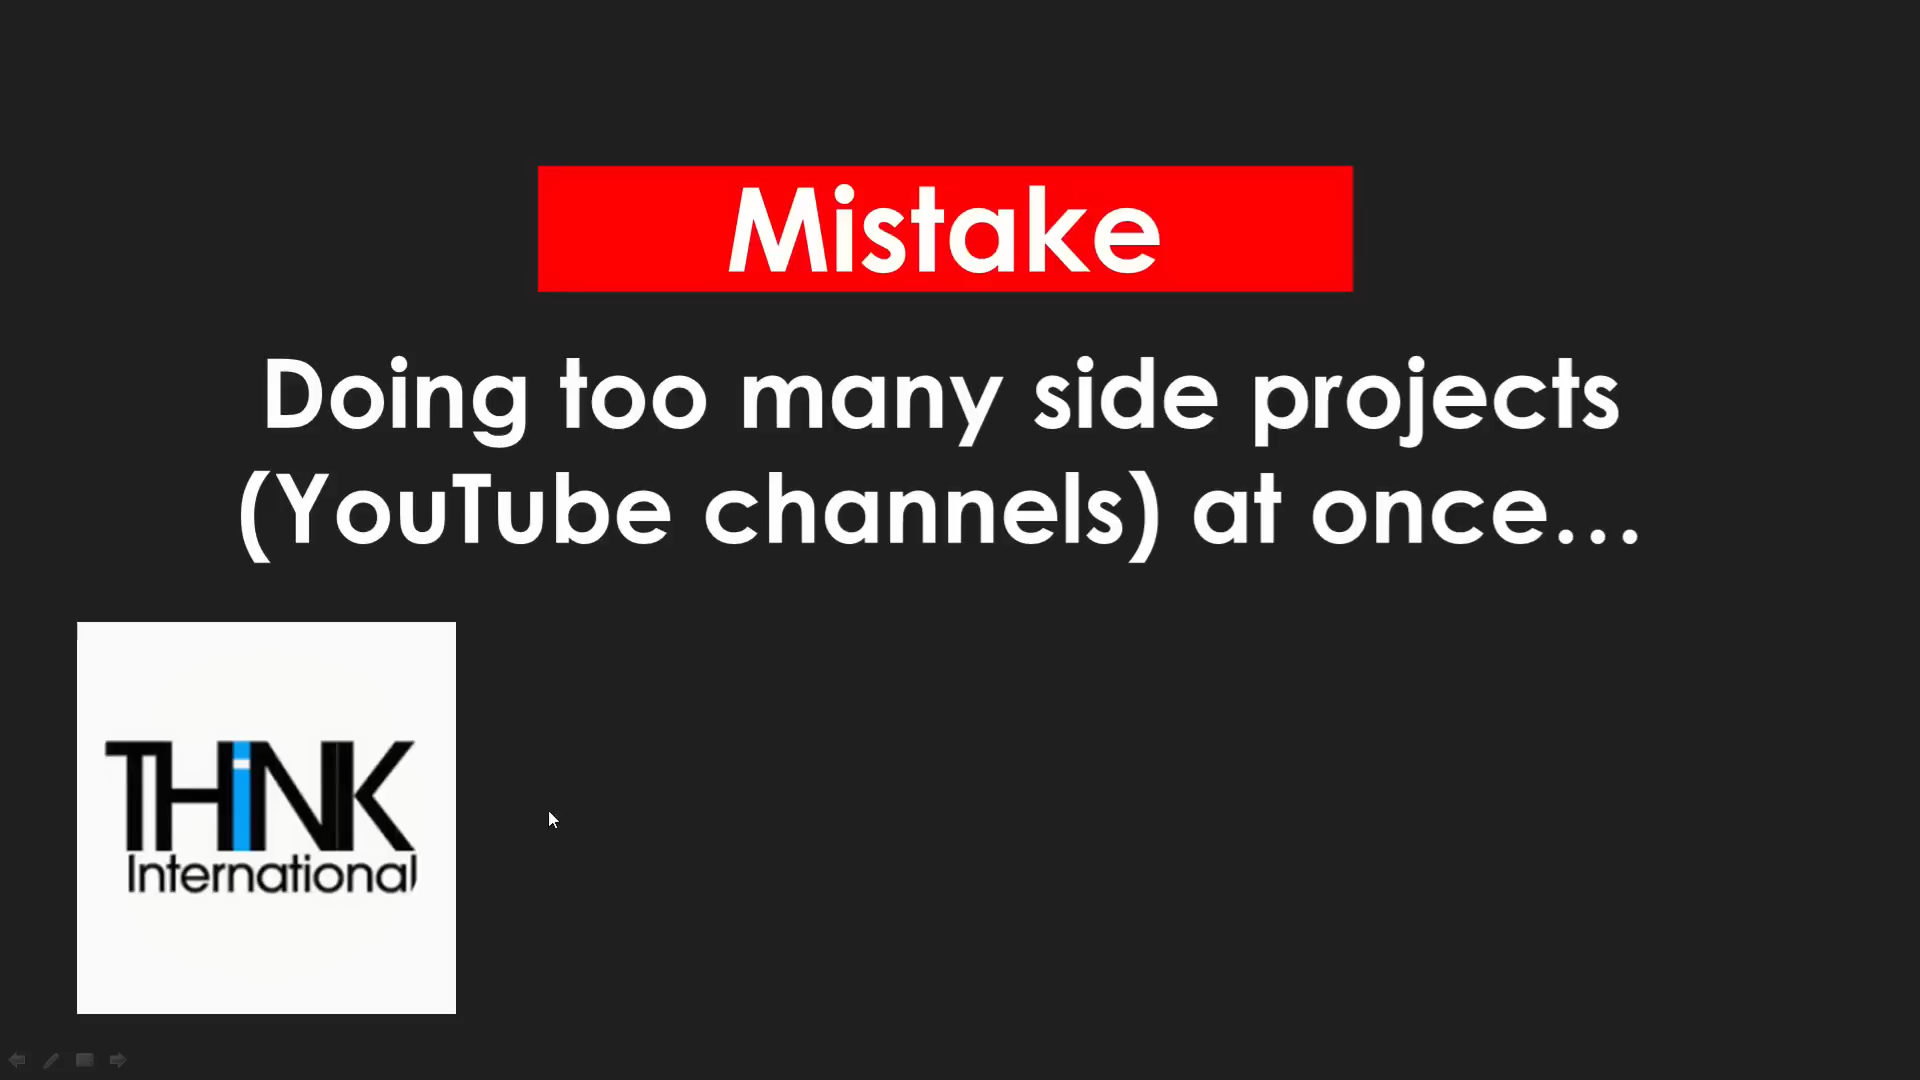 Mistake
Doing too many side projects
(YouTube channels) at once...
THiNK
International